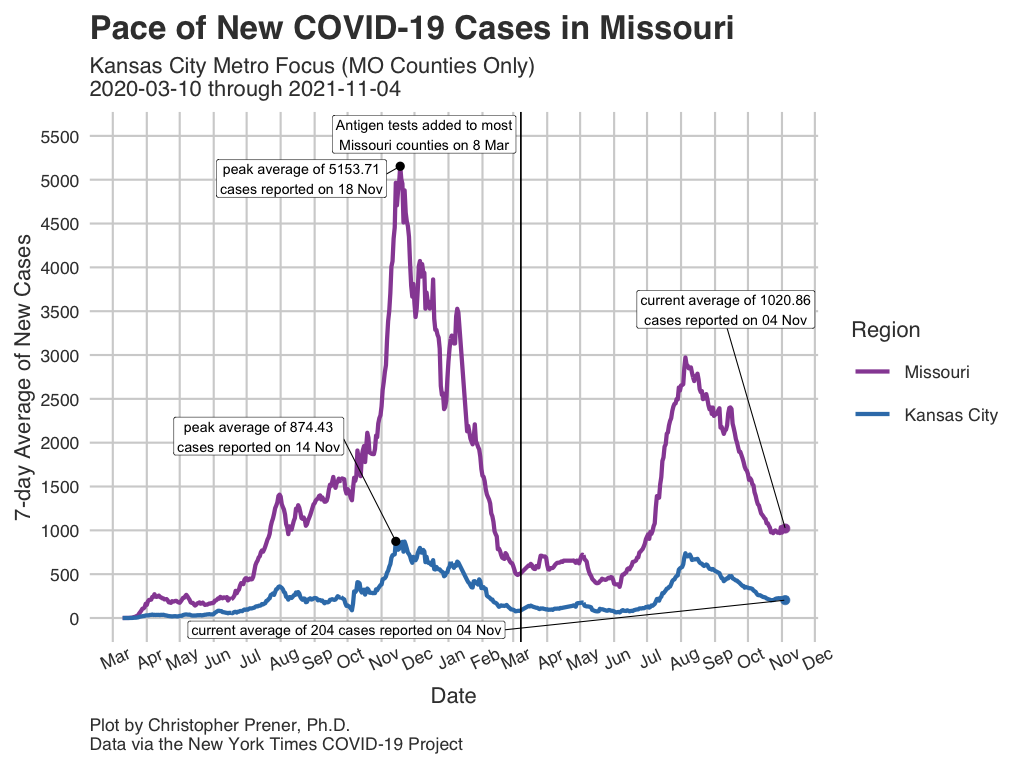 Pace of New COVID-19 Cases in Missouri
Kansas City Metro Focus (MO Counties Only)
2020-03-10 through 2021-11-04
7-day Average of New Cases
5500
5000
4500
4000
3500
3000
2500
2000
1500
1000
500
0
Antigen tests added to most
Missouri counties on 8 Mar
peak average of 5153.71
cases reported on 18 Nov
current average of 1020.86
cases reported on 04 Nov
peak average of 874.43
cases reported on 14 Nov
current average of 204 cases reported on 04 Nov
Mar Apr May Jun Jul Aug Sep Oct Nov Dec Jan Feb Mar Apr May Jun Jul Aug Sep Oct Nov Dec
Date
Region
Missouri
Kansas City
Plot by Christopher Prener, Ph.D.
Data via the New York Times COVID-19 Project